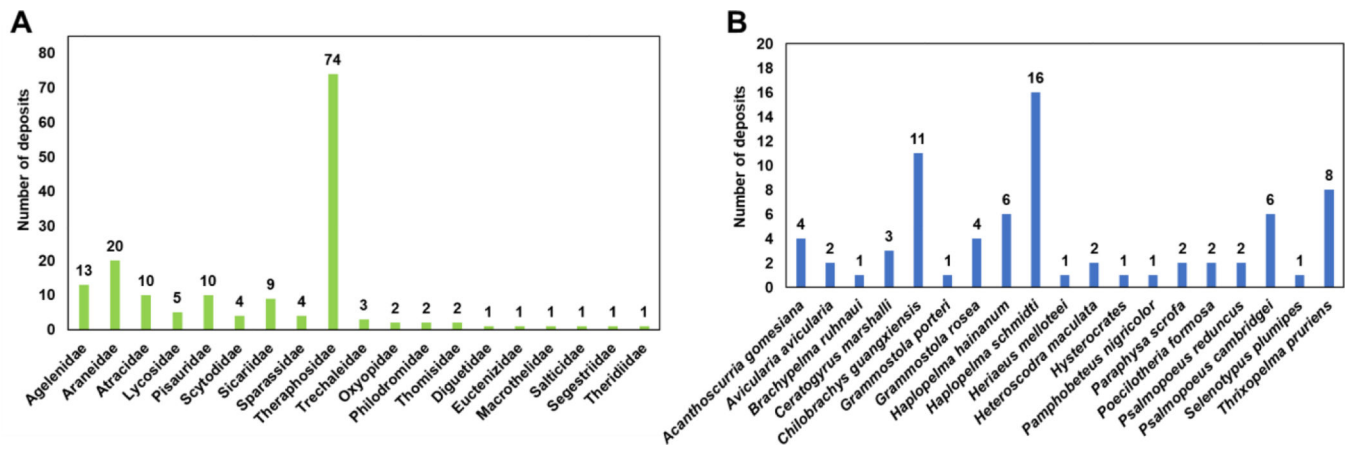 A
Number of deposits
80
70
60
50
40
30
20
10
0
13
20
10
5
10
4
9
4
74
3
2
2
2
1
1
1
1
1
1
Agelenidae
Araneidae
Atracidae
Lycosidae
Pisauridae
Scytodidae
Sicariidae
Sparassidae
Theraphosidae
Trechaleidae
Oxyopidae
Philodromidae
Thomisidae
Diguetidae
Euctenizidae
Macrothelidae
Salticidae
Segestriidae
Theridiidae
B
Number of deposits
20
18
16
14
12
10
8
6
4
2
0
4
2
1
3
11
1
4
6
16
1
2
1
1
2
2
2
6
1
8
Acanthoscurria gomesiana
Avicularia avicularia
Brachypelma ruhnaui
Ceratogyrus marshalli
Chilobrachys guangxiensis
Grammostola porteri
Grammostola rosea
Haplopelma hainanum
Haplopelma schmidti
Heriaeus melloteei
Heteroscodra maculata
Hysterocrates
Pamphobeteus nigricolor
Paraphysa scrofa
Poecilotheria formosa
Psalmopoeus reduncus
Psalmopoeus cambridgei
Selenotypus plumipes
Thrixopelma pruriens